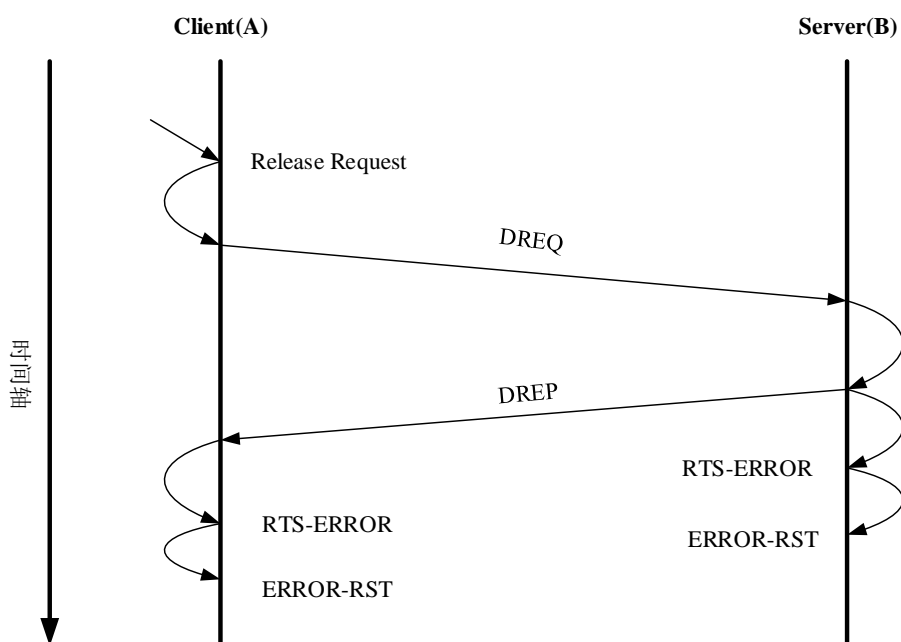 Client(A)
Server(B)
Release Request
DREQ
时间轴
DREP
RTS-ERROR
RTS-ERROR
ERROR-RST
ERROR-RST